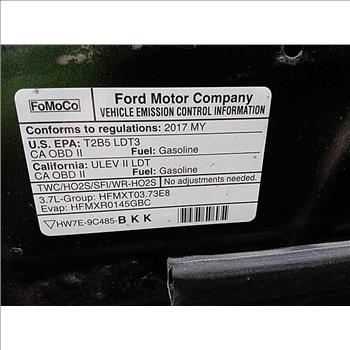 FoMoCo
Ford Motor Company
VEHICLE EMISSION CONTROL INFORMATION
Conforms to regulations: 2017 MY
U.S. EPA: T2B5 LDT3
CA OBD II Fuel: Gasoline
California: ULEV II LDT
CA OBD II Fuel: Gasoline
TWC/HO2S/SFI/WR-HO2S No adjustments needed.
3.7L-Group: HFMXT03.73E8
Evap: HFMXR0145GBC
HW7E-9C485-BKK